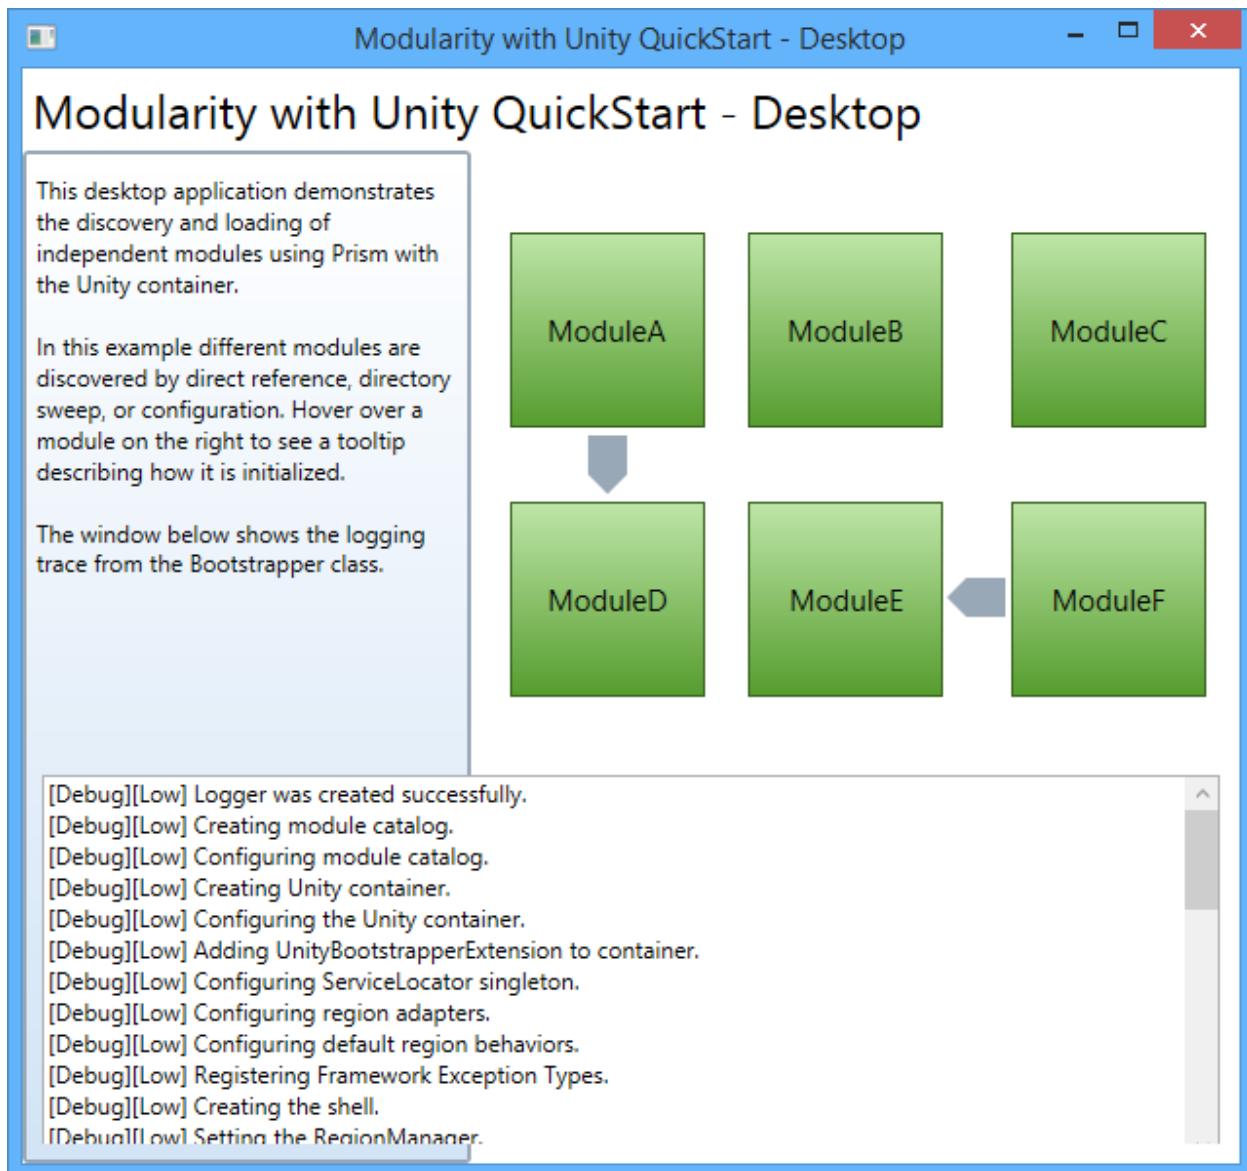 Modularity with Unity QuickStart - Desktop
Modularity with Unity QuickStart - Desktop
This desktop application demonstrates
the discovery and loading of
independent modules using Prism with
the Unity container.
In this example different modules are
discovered by direct reference, directory
sweep, or configuration. Hover over a
module on the right to see a tooltip
describing how it is initialized.
The window below shows the logging
trace from the Bootstrapper class.
ModuleA
ModuleB
ModuleC
ModuleD
ModuleE
ModuleF
[Debug][Low] Logger was created successfully.
[Debug][Low] Creating module catalog.
[Debug][Low] Configuring module catalog.
[Debug][Low] Creating Unity container.
[Debug][Low] Configuring the Unity container.
[Debug][Low] Adding UnityBootstrapperExtension to container.
[Debug][Low] Configuring ServiceLocator singleton.
[Debug][Low] Configuring region adapters.
[Debug][Low] Configuring default region behaviors.
[Debug][Low] Registering Framework Exception Types.
[Debug][Low] Creating the shell.
[Debug][Low] Setting the RegionManager.